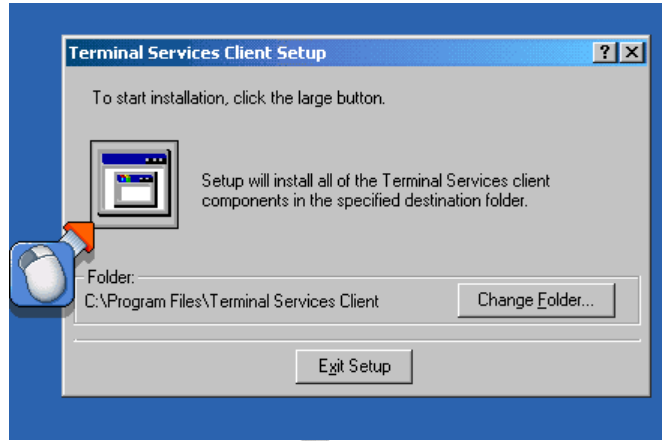 Terminal Services Client Setup
To start installation, click the large button.
Setup will install all of the Terminal Services client
components in the specified destination folder.
Folder:
C:\Program Files\Terminal Services Client
Change Folder...
Exit Setup